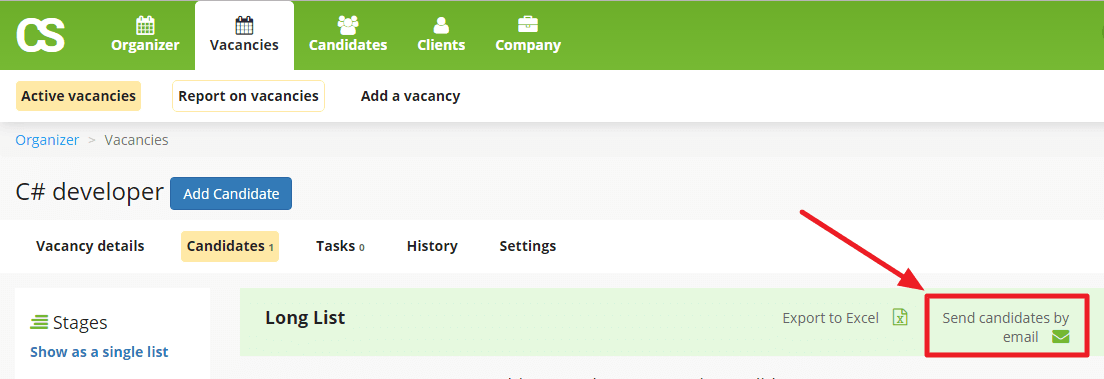 CS
Organizer Vacancies Candidates Clients Company
Active vacancies Report on vacancies Add a vacancy
Organizer > Vacancies
C# developer Add Candidate
Vacancy details Candidates 1 Tasks 0 History Settings
Stages
Show as a single list
Long List
Export to Excel
Send candidates by
email